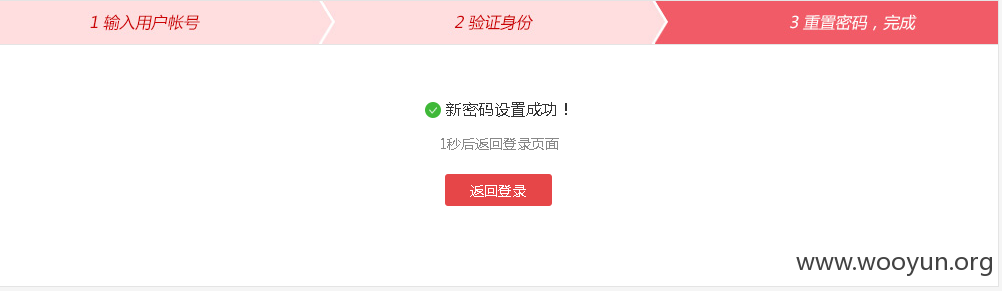 1 输入用户帐号
2 验证身份
3 重置密码，完成
新密码设置成功！
1秒后返回登录页面
返回登录
www.wooyun.org